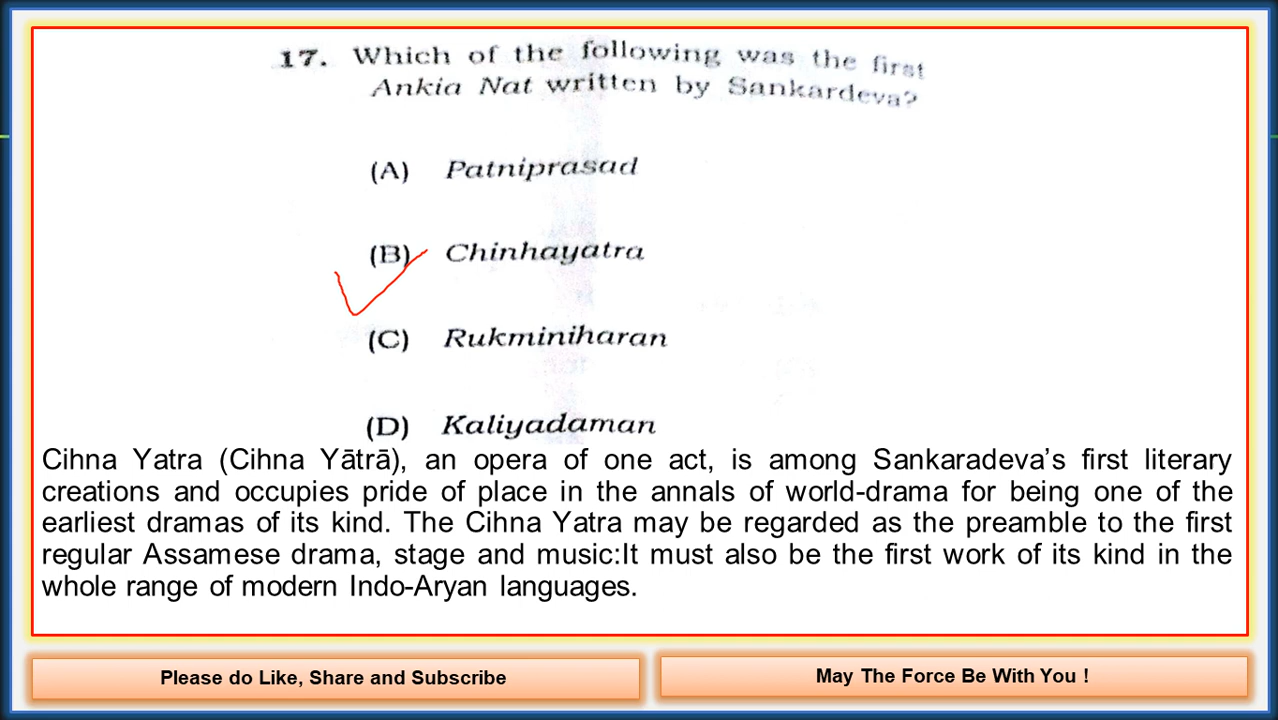 17. Which of the following was the first
Ankia Nat written by Sankardeva?
(A) Patniprasad
(B) Chinhayatra
(C) Rukminiharan
(D) Kaliyadaman
Cihna Yatra (Cihna Yātrā), an opera of one act, is among Sankaradeva's first literary
creations and occupies pride of place in the annals of world-drama for being one of the
earliest dramas of its kind. The Cihna Yatra may be regarded as the preamble to the first
regular Assamese drama, stage and music:It must also be the first work of its kind in the
whole range of modern Indo-Aryan languages.
Please do Like, Share and Subscribe
May The Force Be With You !